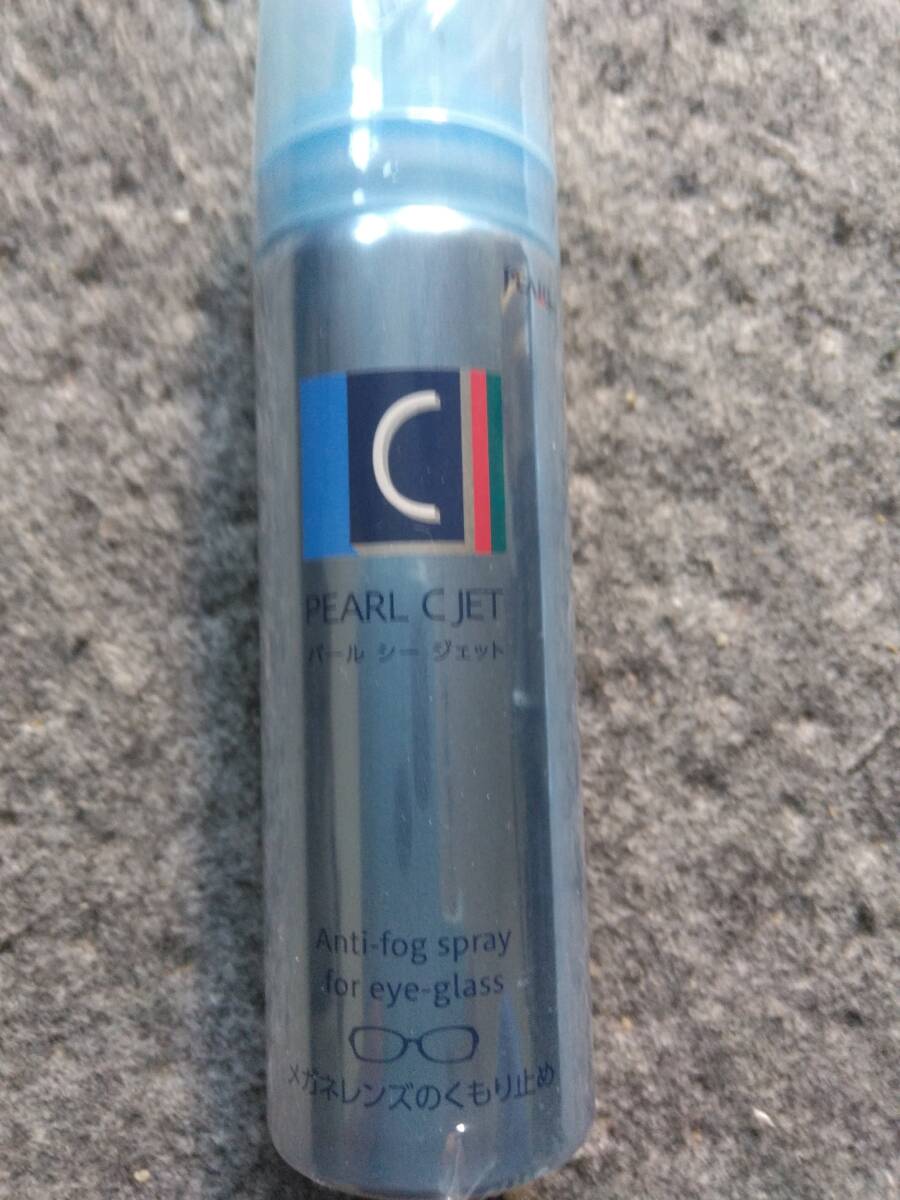 PEARL
C
PEARL C JET
パール シー ジェット
Anti-fog spray
for eye-glass
メガネレンズのくもり止め